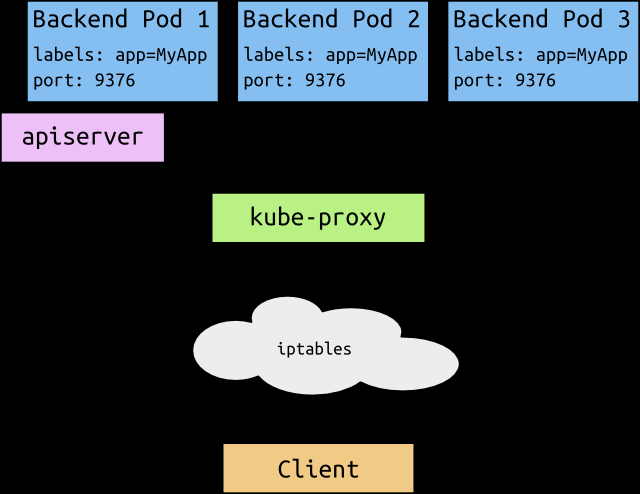 Backend Pod 1
labels: app=MyApp
port: 9376
Backend Pod 2
labels: app=MyApp
port: 9376
Backend Pod 3
labels: app=MyApp
port: 9376
apiserver
kube-proxy
iptables
Client